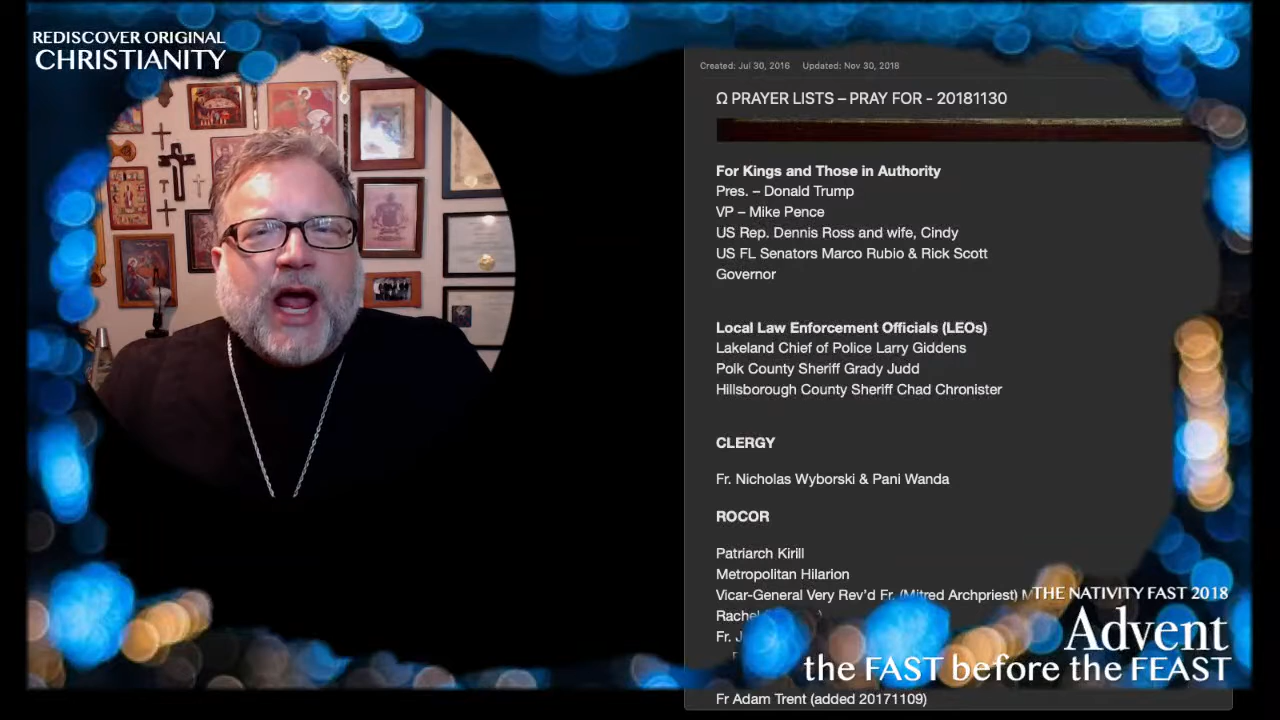 REDISCOVER ORIGINAL
CHRISTIANITY
Created: Jul 30, 2016 Updated: Nov 30, 2018
Ω PRAYER LISTS – PRAY FOR - 20181130
For Kings and Those in Authority
Pres. – Donald Trump
VP – Mike Pence
US Rep. Dennis Ross and wife, Cindy
US FL Senators Marco Rubio & Rick Scott
Governor
Local Law Enforcement Officials (LEOs)
Lakeland Chief of Police Larry Giddens
Polk County Sheriff Grady Judd
Hillsborough County Sheriff Chad Chronister
CLERGY
Fr. Nicholas Wyborski & Pani Wanda
ROCOR
Patriarch Kirill
Metropolitan Hilarion
Vicar-General Very Rev'd Fr. (Mitred Archpriest)
Fr.
Fr Adam Trent (added 20171109)
THE NATIVITY FAST 2018
Advent
the FAST before the FEAST